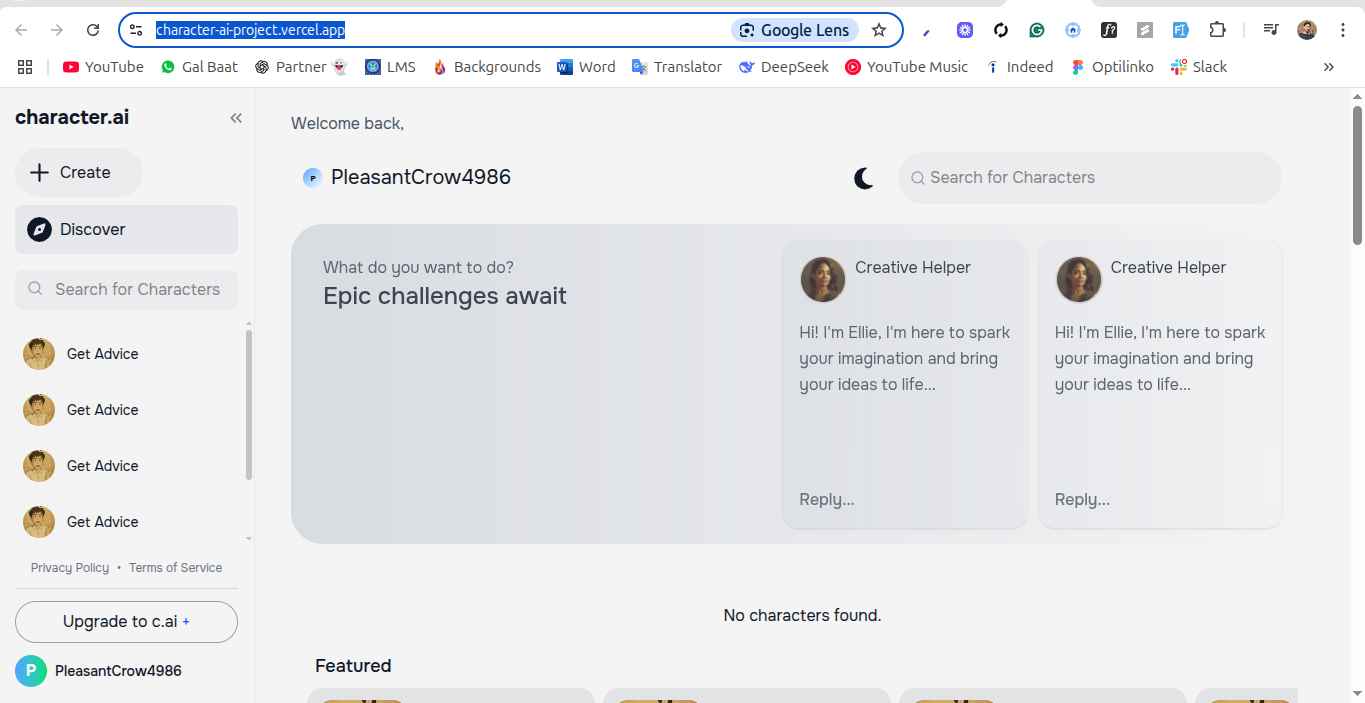 character-ai-project.vercel.app
Google Lens
YouTube
Gal Baat
Partner 👻
LMS
Backgrounds
Word
Translator
DeepSeek
YouTube Music
Indeed
Optilinko
Slack
character.ai
Create
Discover
Search for Characters
Get Advice
Get Advice
Get Advice
Get Advice
Privacy Policy • Terms of Service
Upgrade to c.ai +
P
PleasantCrow4986
Welcome back,
P
PleasantCrow4986
Search for Characters
What do you want to do?
Epic challenges await
Creative Helper
Hi! I'm Ellie, I'm here to spark
your imagination and bring
your ideas to life...
Reply...
Creative Helper
Hi! I'm Ellie, I'm here to spark
your imagination and bring
your ideas to life...
Reply...
No characters found.
Featured